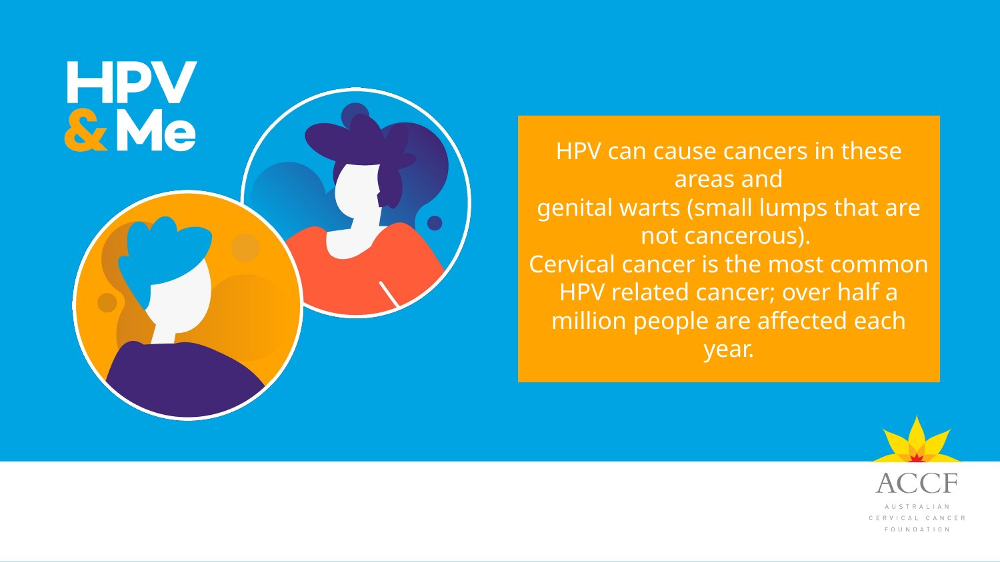 HPV
& Me
HPV can cause cancers in these
areas and
genital warts (small lumps that are
not cancerous).
Cervical cancer is the most common
HPV related cancer; over half a
million people are affected each
year.
ACCF
AUSTRALIAN
CERVICAL CANCER
FOUNDATION